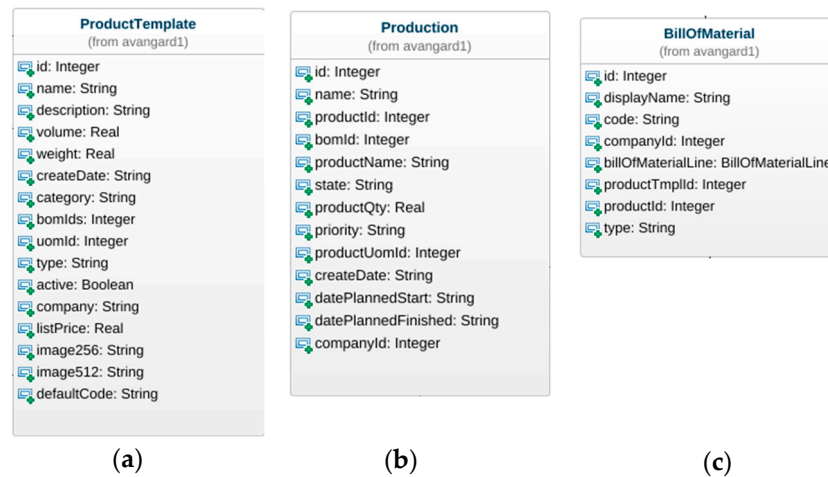 ProductTemplate
(from avangard1)
id: Integer
name: String
description: String
volume: Real
weight: Real
createDate: String
category: String
bomIds: Integer
uomId: Integer
type: String
active: Boolean
company: String
listPrice: Real
image256: String
image512: String
defaultCode: String
(a)
Production
(from avangard1)
id: Integer
name: String
productId: Integer
bomId: Integer
productName: String
state: String
productQty: Real
priority: String
productUomId: Integer
createDate: String
datePlannedStart: String
datePlannedFinished: String
companyId: Integer
(b)
BillOfMaterial
(from avangard1)
id: Integer
displayName: String
code: String
companyId: Integer
billOfMaterialLine: BillOfMaterialLine
productTmplId: Integer
productId: Integer
type: String
(c)